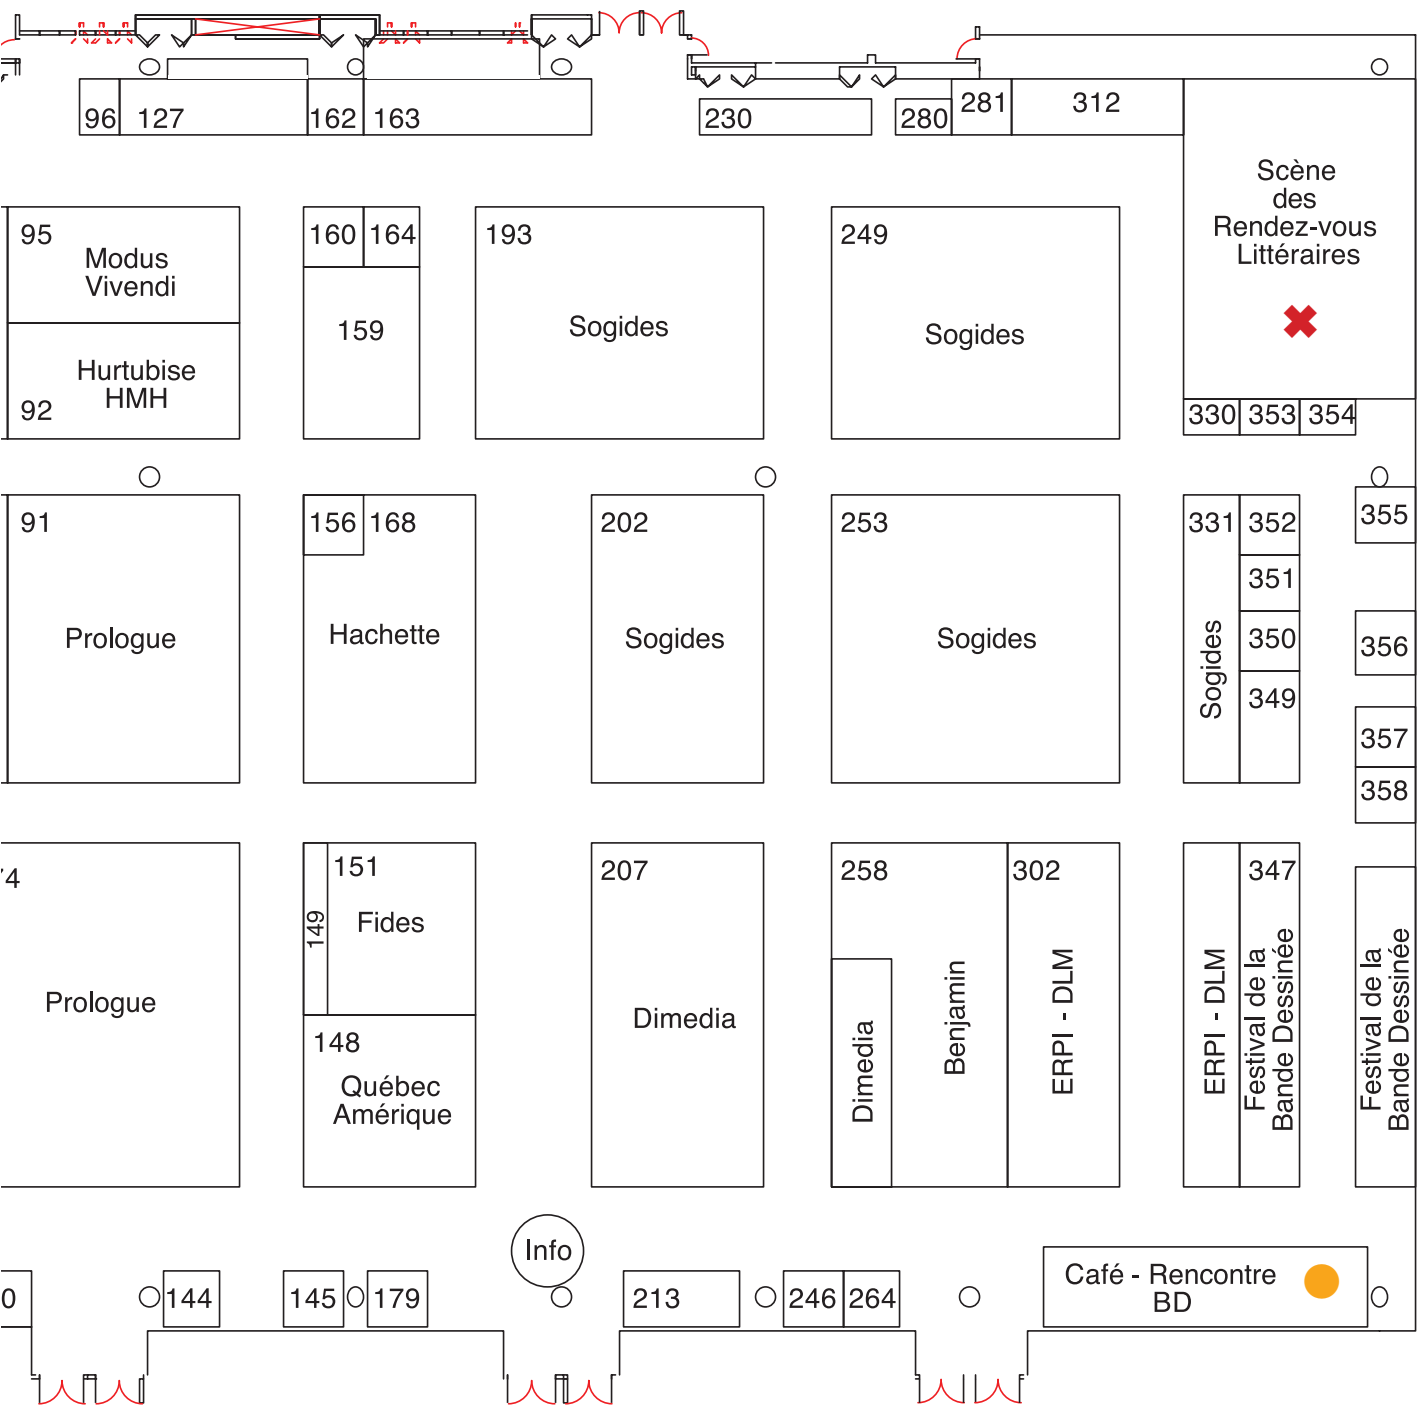 96 127 162 163 230 280 281 312
Scène
des
Rendez-vous
Littéraires
95
Modus
Vivendi
160 164
193
249
159
Sogides
Sogides
Hurtubise
HMH
92
330 353 354
91
156 168
202
253
331 352
355
351
Prologue
Hachette
Sogides
Sogides
Sogides
350
356
349
357
358
74
151
207
258
302
347
149
Fides
Prologue
Dimedia
148
Québec
Amérique
Dimedia
Benjamin
ERPI - DLM
ERPI - DLM
Festival de la
Bande Dessinée
Festival de la
Bande Dessinée
Info
0
144
145
179
213
246 264
Café - Rencontre
BD